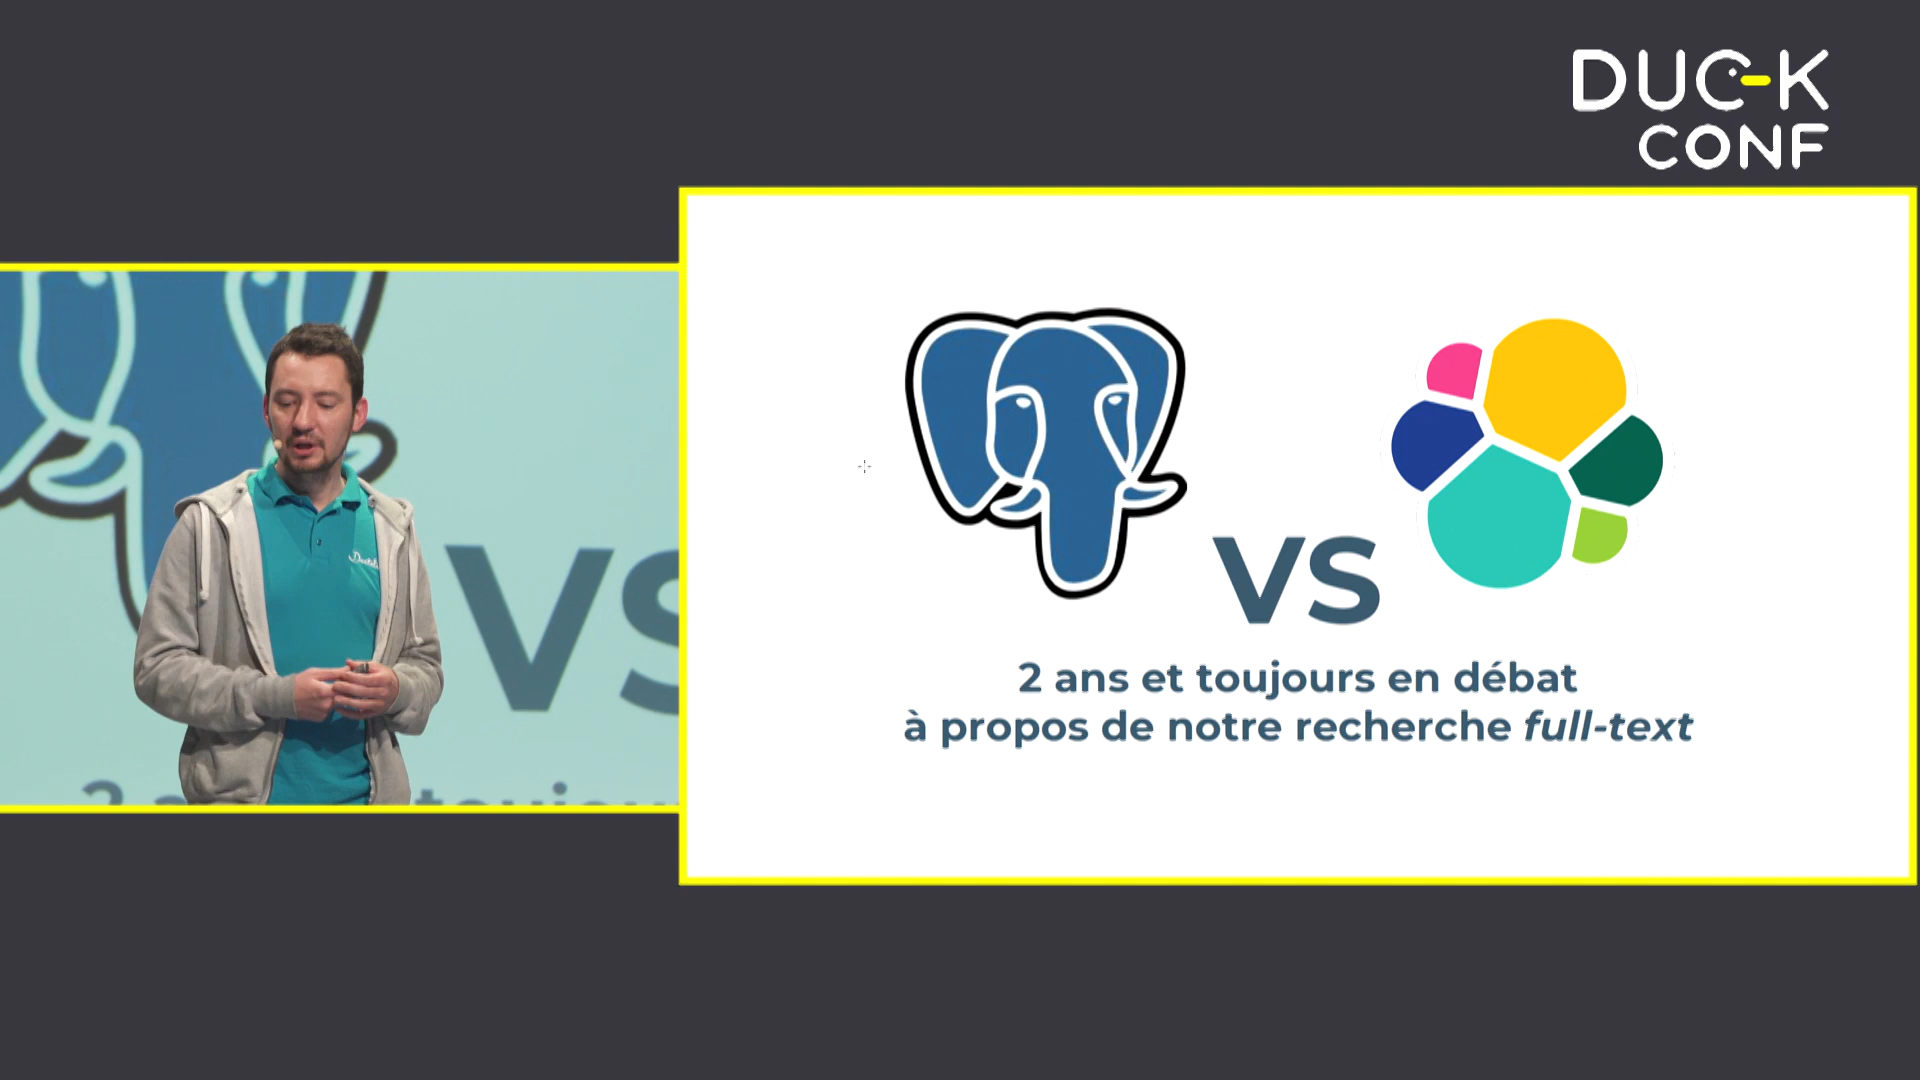 DUCK
CONF
VS
2 ans et toujours en débat
à propos de notre recherche full-text
VS